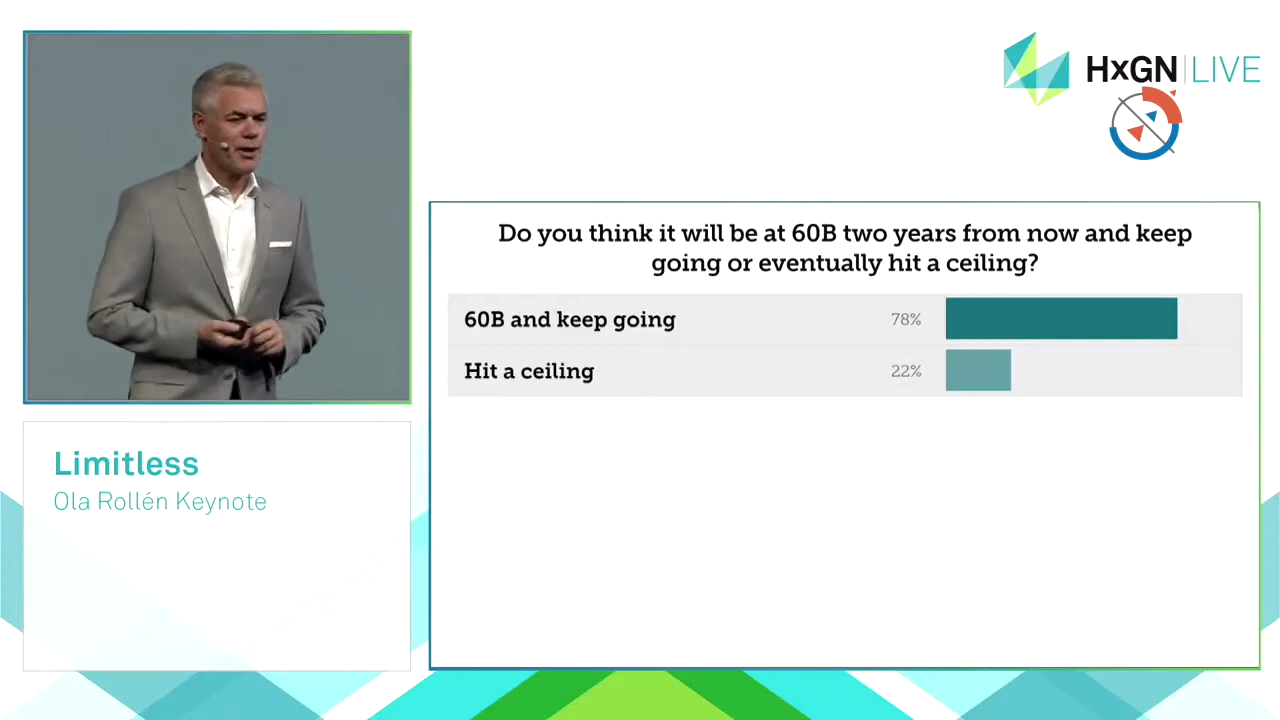 HxGN LIVE
Do you think it will be at 60B two years from now and keep
going or eventually hit a ceiling?
60B and keep going 78%
Hit a ceiling 22%
Limitless
Ola Rollén Keynote